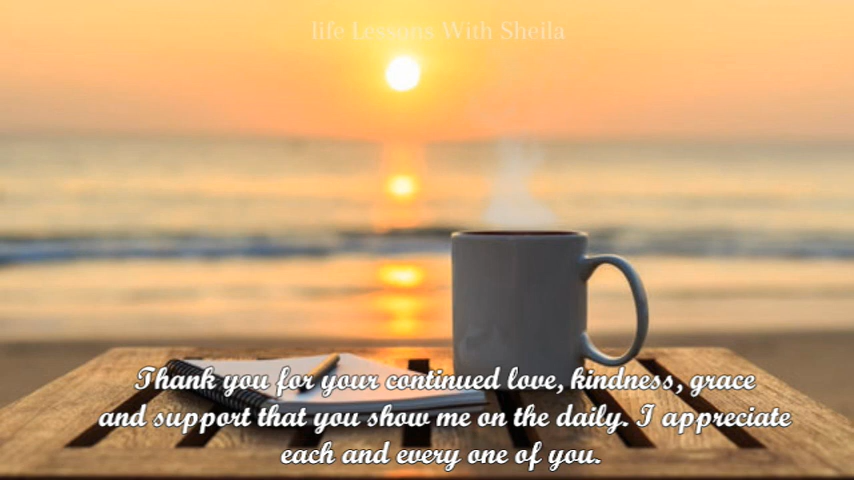 life Lessons With Sheila
Thank you for your continued love, kindness, grace
and support that you show me on the daily. I appreciate
each and every one of you.